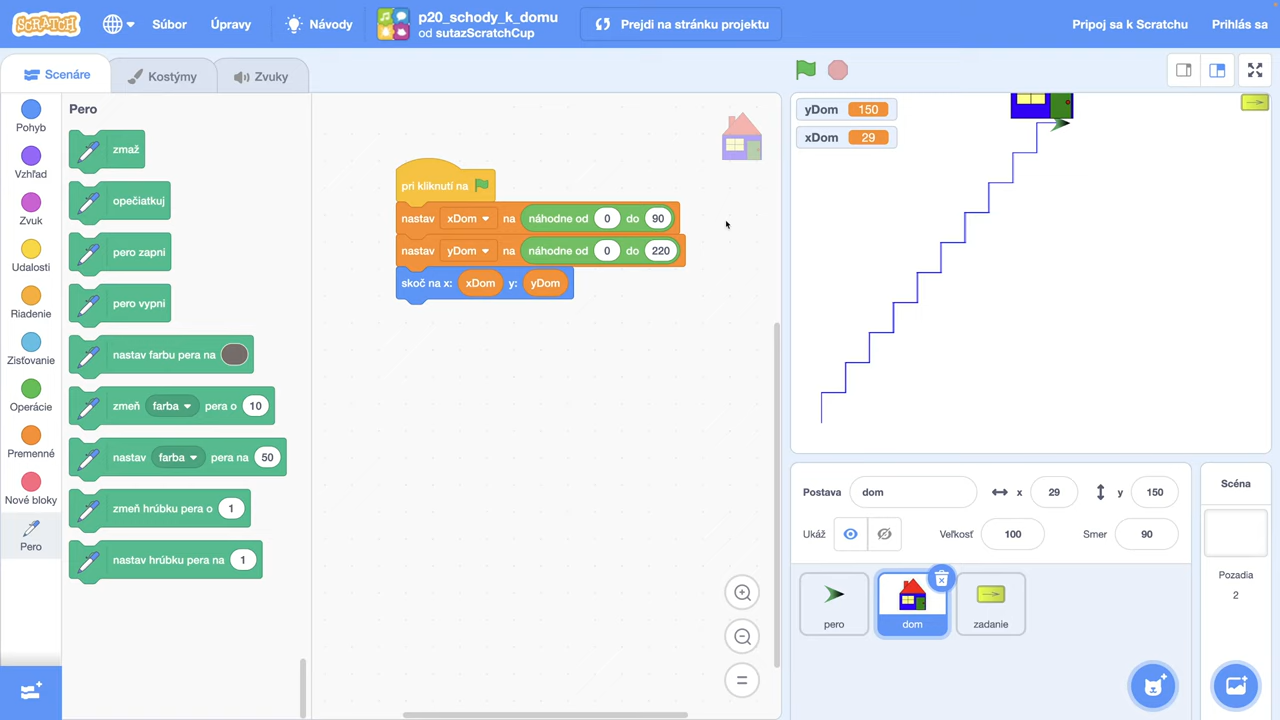 SCRATCH
Súbor
Úpravy
Návody
p20_schody_k_domu
od sutazScratchCup
Prejdi na stránku projektu
Pripoj sa k Scratchu
Prihlás sa
Scenáre
Kostýmy
Zvuky
Pohyb
Vzhľad
Zvuk
Udalosti
Riadenie
Zisťovanie
Operácie
Premenné
Nové bloky
Pero
Pero
zmaž
opečiatkuj
pero zapni
pero vypni
nastav farbu pera na
zmeň farba pera o 10
nastav farba pera na 50
zmeň hrúbku pera o 1
nastav hrúbku pera na 1
pri kliknutí na
nastav xDom na náhodne od 0 do 90
nastav yDom na náhodne od 0 do 220
skoč na x: xDom y: yDom
yDom 150
xDom 29
Postava dom x 29 y 150
Ukáž Veľkosť 100 Smer 90
pero
dom
zadanie
Scéna
Pozadia
2